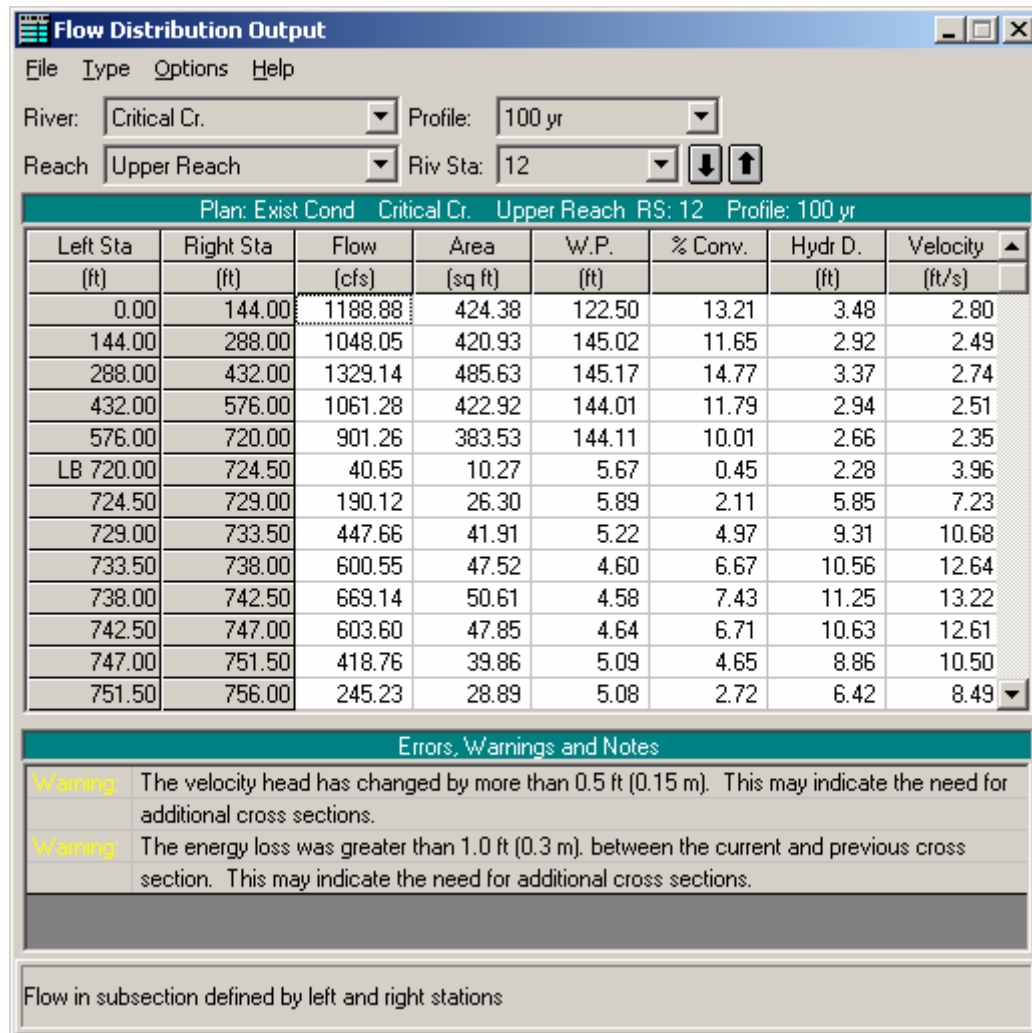 Flow Distribution Output
File Type Options Help
River: Critical Cr. Profile: 100 yr
Reach Upper Reach Riv Sta: 12
Plan: Exist Cond Critical Cr. Upper Reach RS: 12 Profile: 100 yr
Left Sta Right Sta Flow Area W.P. % Conv. Hydr D. Velocity
(ft) (ft) (cfs) (sq ft) (ft) (ft) (ft/s)
0.00 144.00 1188.88 424.38 122.50 13.21 3.48 2.80
144.00 288.00 1048.05 420.93 145.02 11.65 2.92 2.49
288.00 432.00 1329.14 485.63 145.17 14.77 3.37 2.74
432.00 576.00 1061.28 422.92 144.01 11.79 2.94 2.51
576.00 720.00 901.26 383.53 144.11 10.01 2.66 2.35
LB 720.00 724.50 40.65 10.27 5.67 0.45 2.28 3.96
724.50 729.00 190.12 26.30 5.89 2.11 5.85 7.23
729.00 733.50 447.66 41.91 5.22 4.97 9.31 10.68
733.50 738.00 600.55 47.52 4.60 6.67 10.56 12.64
738.00 742.50 669.14 50.61 4.58 7.43 11.25 13.22
742.50 747.00 603.60 47.85 4.64 6.71 10.63 12.61
747.00 751.50 418.76 39.86 5.09 4.65 8.86 10.50
751.50 756.00 245.23 28.89 5.08 2.72 6.42 8.49
Errors, Warnings and Notes
Warning: The velocity head has changed by more than 0.5 ft (0.15 m). This may indicate the need for
additional cross sections.
Warning: The energy loss was greater than 1.0 ft (0.3 m). between the current and previous cross
section. This may indicate the need for additional cross sections.
Flow in subsection defined by left and right stations